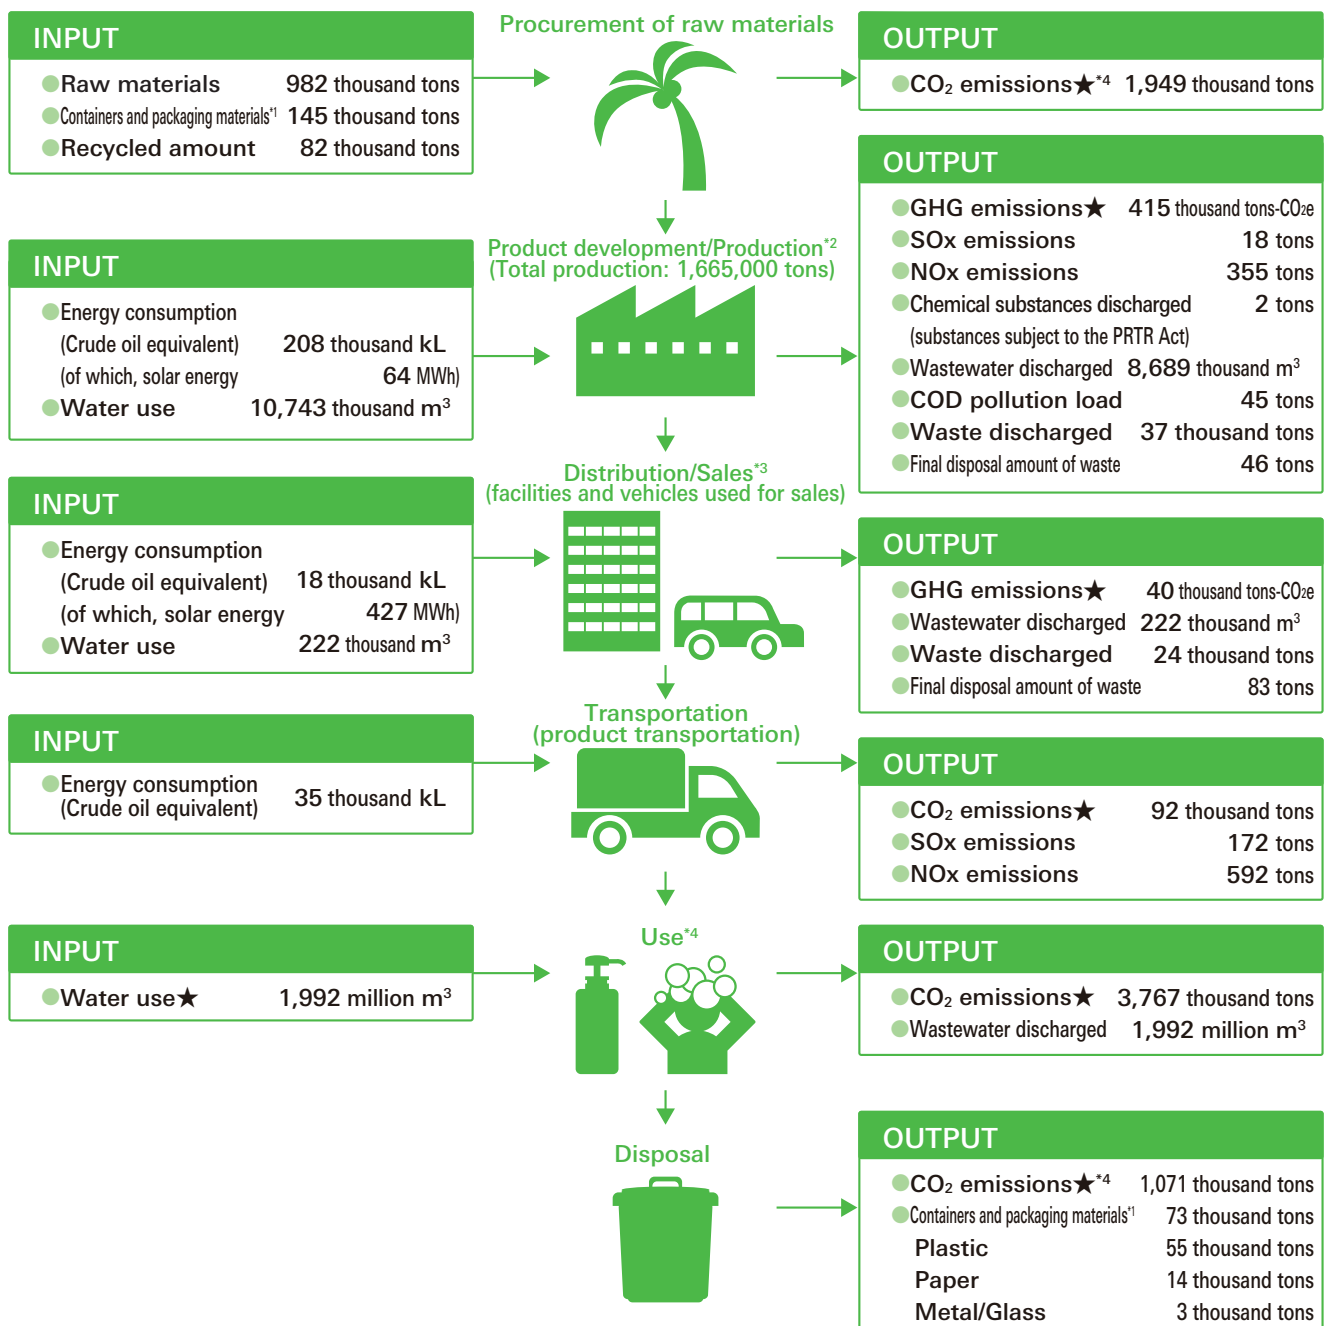 Procurement of raw materials
INPUT
●Raw materials 982 thousand tons
●Containers and packaging materials*1 145 thousand tons
●Recycled amount 82 thousand tons
OUTPUT
●CO2 emissions★*4 1,949 thousand tons
Product development/Production*2
(Total production: 1,665,000 tons)
INPUT
●Energy consumption
(Crude oil equivalent) 208 thousand kL
(of which, solar energy 64 MWh)
●Water use 10,743 thousand m3
OUTPUT
●GHG emissions★ 415 thousand tons-CO2e
●SOx emissions 18 tons
●NOx emissions 355 tons
●Chemical substances discharged 2 tons
(substances subject to the PRTR Act)
●Wastewater discharged 8,689 thousand m3
●COD pollution load 45 tons
●Waste discharged 37 thousand tons
●Final disposal amount of waste 46 tons
Distribution/Sales*3
(facilities and vehicles used for sales)
INPUT
●Energy consumption
(Crude oil equivalent) 18 thousand kL
(of which, solar energy 427 MWh)
●Water use 222 thousand m3
OUTPUT
●GHG emissions★ 40 thousand tons-CO2e
●Wastewater discharged 222 thousand m3
●Waste discharged 24 thousand tons
●Final disposal amount of waste 83 tons
Transportation
(product transportation)
INPUT
●Energy consumption
(Crude oil equivalent) 35 thousand kL
OUTPUT
●CO2 emissions★ 92 thousand tons
●SOx emissions 172 tons
●NOx emissions 592 tons
Use*4
INPUT
●Water use★ 1,992 million m3
OUTPUT
●CO2 emissions★ 3,767 thousand tons
●Wastewater discharged 1,992 million m3
Disposal
OUTPUT
●CO2 emissions★*4 1,071 thousand tons
●Containers and packaging materials*1 73 thousand tons
Plastic 55 thousand tons
Paper 14 thousand tons
Metal/Glass 3 thousand tons